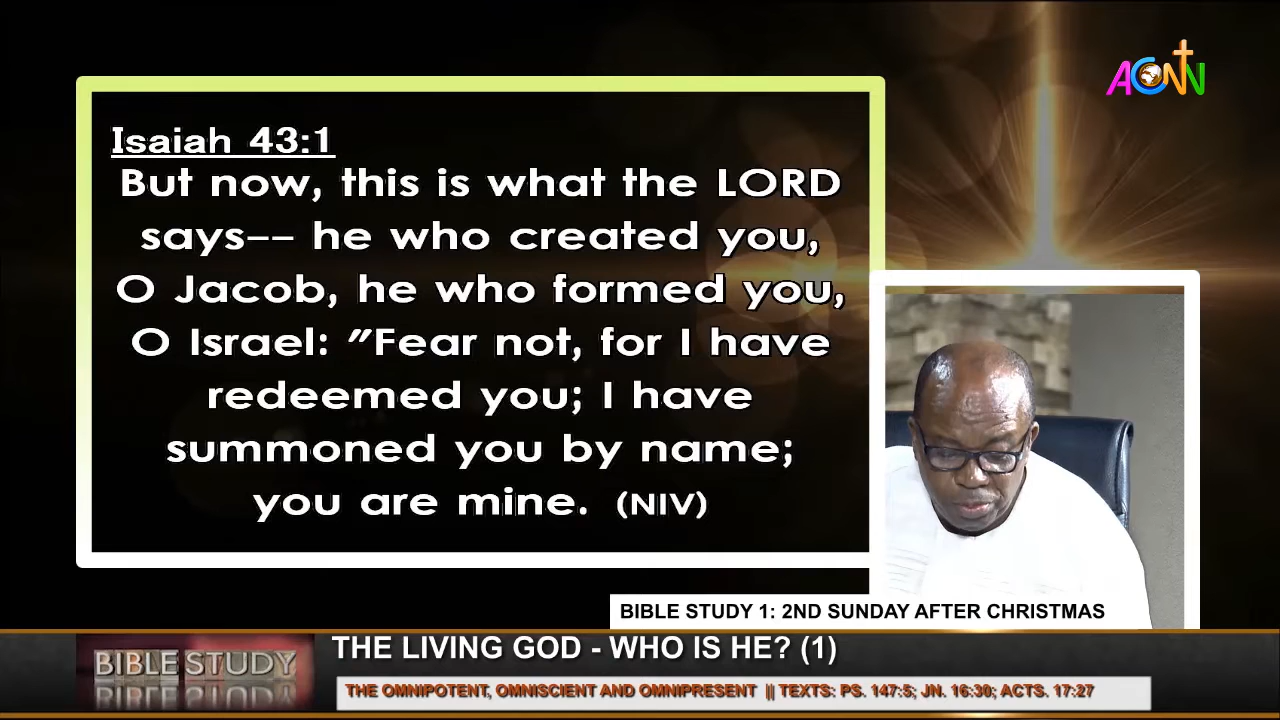 ACNN
Isaiah 43:1
But now, this is what the LORD
says-- he who created you,
O Jacob, he who formed you,
O Israel: "Fear not, for I have
redeemed you; I have
summoned you by name;
you are mine. (NIV)
BIBLE STUDY 1: 2ND SUNDAY AFTER CHRISTMAS
BIBLE STUDY
THE LIVING GOD - WHO IS HE? (1)
THE OMNIPOTENT, OMNISCIENT AND OMNIPRESENT || TEXTS: PS. 147:5; JN. 16:30; ACTS. 17:27